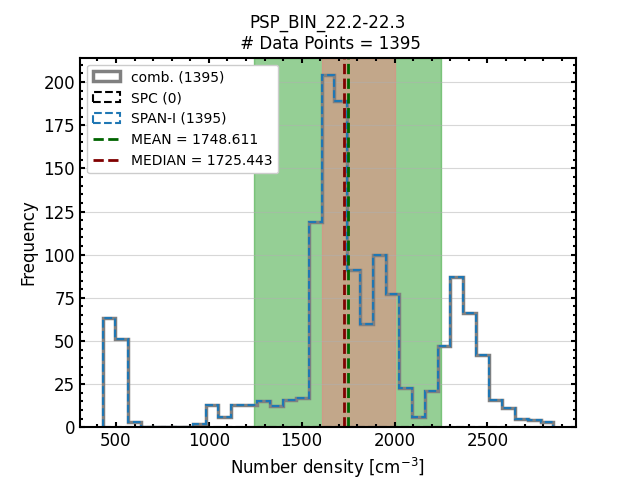 PSP_BIN_22.2-22.3
# Data Points = 1395
comb. (1395)
SPC (0)
SPAN-I (1395)
MEAN = 1748.611
MEDIAN = 1725.443
Frequency
200
175
150
125
100
75
50
25
0
500
1000
1500
2000
2500
Number density [cm⁻³]